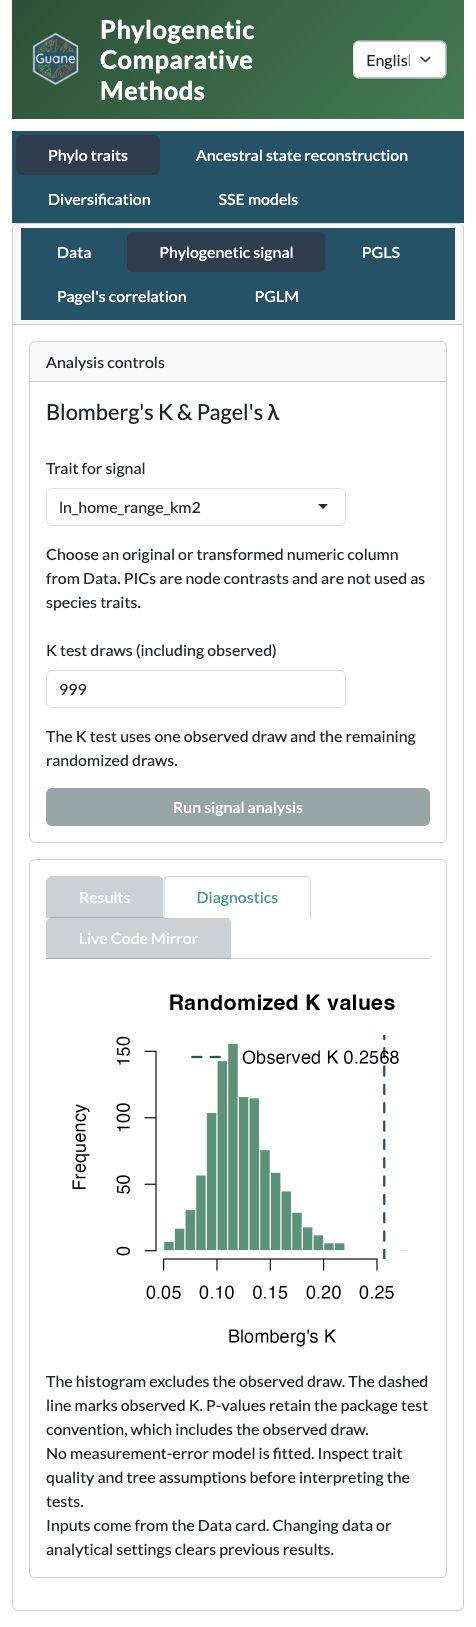 Guane
Phylogenetic
Comparative
Methods
Englisl
Phylo traits
Ancestral state reconstruction
Diversification
SSE models
Data
Phylogenetic signal
PGLS
Pagel's correlation
PGLM
Analysis controls
Blomberg's K & Pagel's λ
Trait for signal
ln_home_range_km2
Choose an original or transformed numeric column
from Data. PICs are node contrasts and are not used as
species traits.
K test draws (including observed)
999
The K test uses one observed draw and the remaining
randomized draws.
Run signal analysis
Results
Diagnostics
Live Code Mirror
Randomized K values
Observed K 0.2568
Frequency
150
100
50
0
0.05 0.10 0.15 0.20 0.25
Blomberg's K
The histogram excludes the observed draw. The dashed
line marks observed K. P-values retain the package test
convention, which includes the observed draw.
No measurement-error model is fitted. Inspect trait
quality and tree assumptions before interpreting the
tests.
Inputs come from the Data card. Changing data or
analytical settings clears previous results.